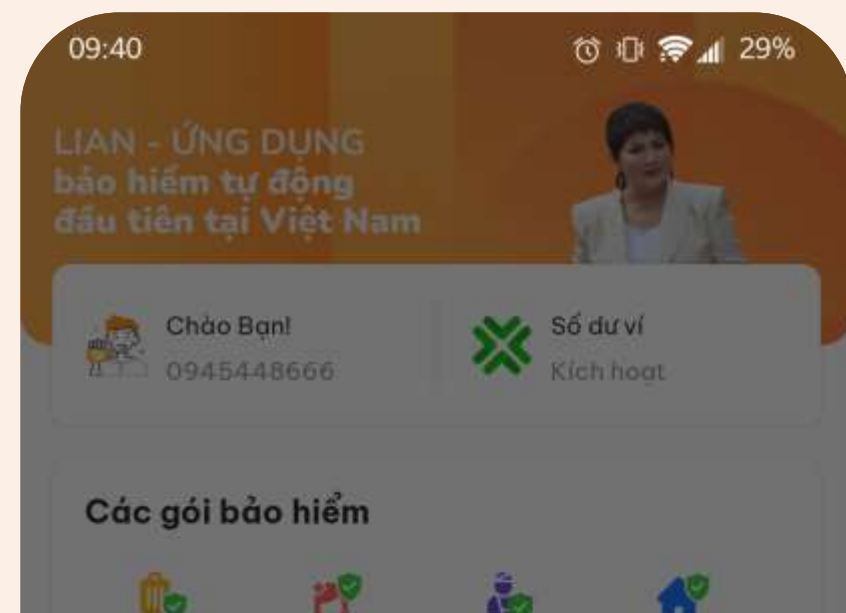 09:40
29%
LIAN - ỨNG DỤNG
bảo hiểm tự động
đầu tiên tại Việt Nam
Chào Bạn!
0945448666
Số dư ví
Kích hoạt
Các gói bảo hiểm